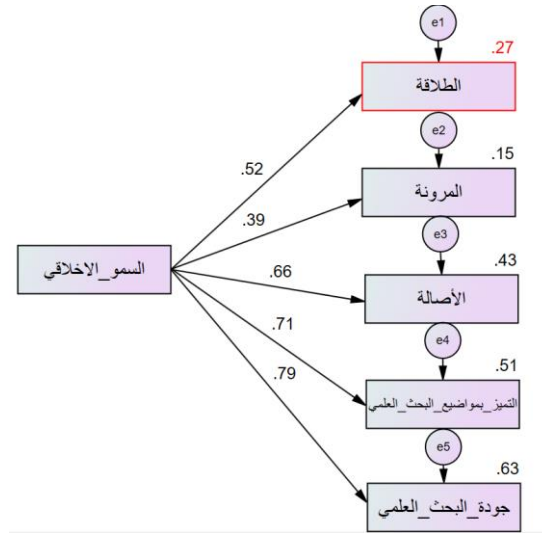 e1
.27
الطلاقة
e2
.15
.52
المرونة
.39
e3
.43
السمو_الاخلاقي
.66
الأصالة
.71
e4
.51
.79
التميز_بمواضيع_البحث_العلمي
e5
.63
جودة_البحث_العلمي